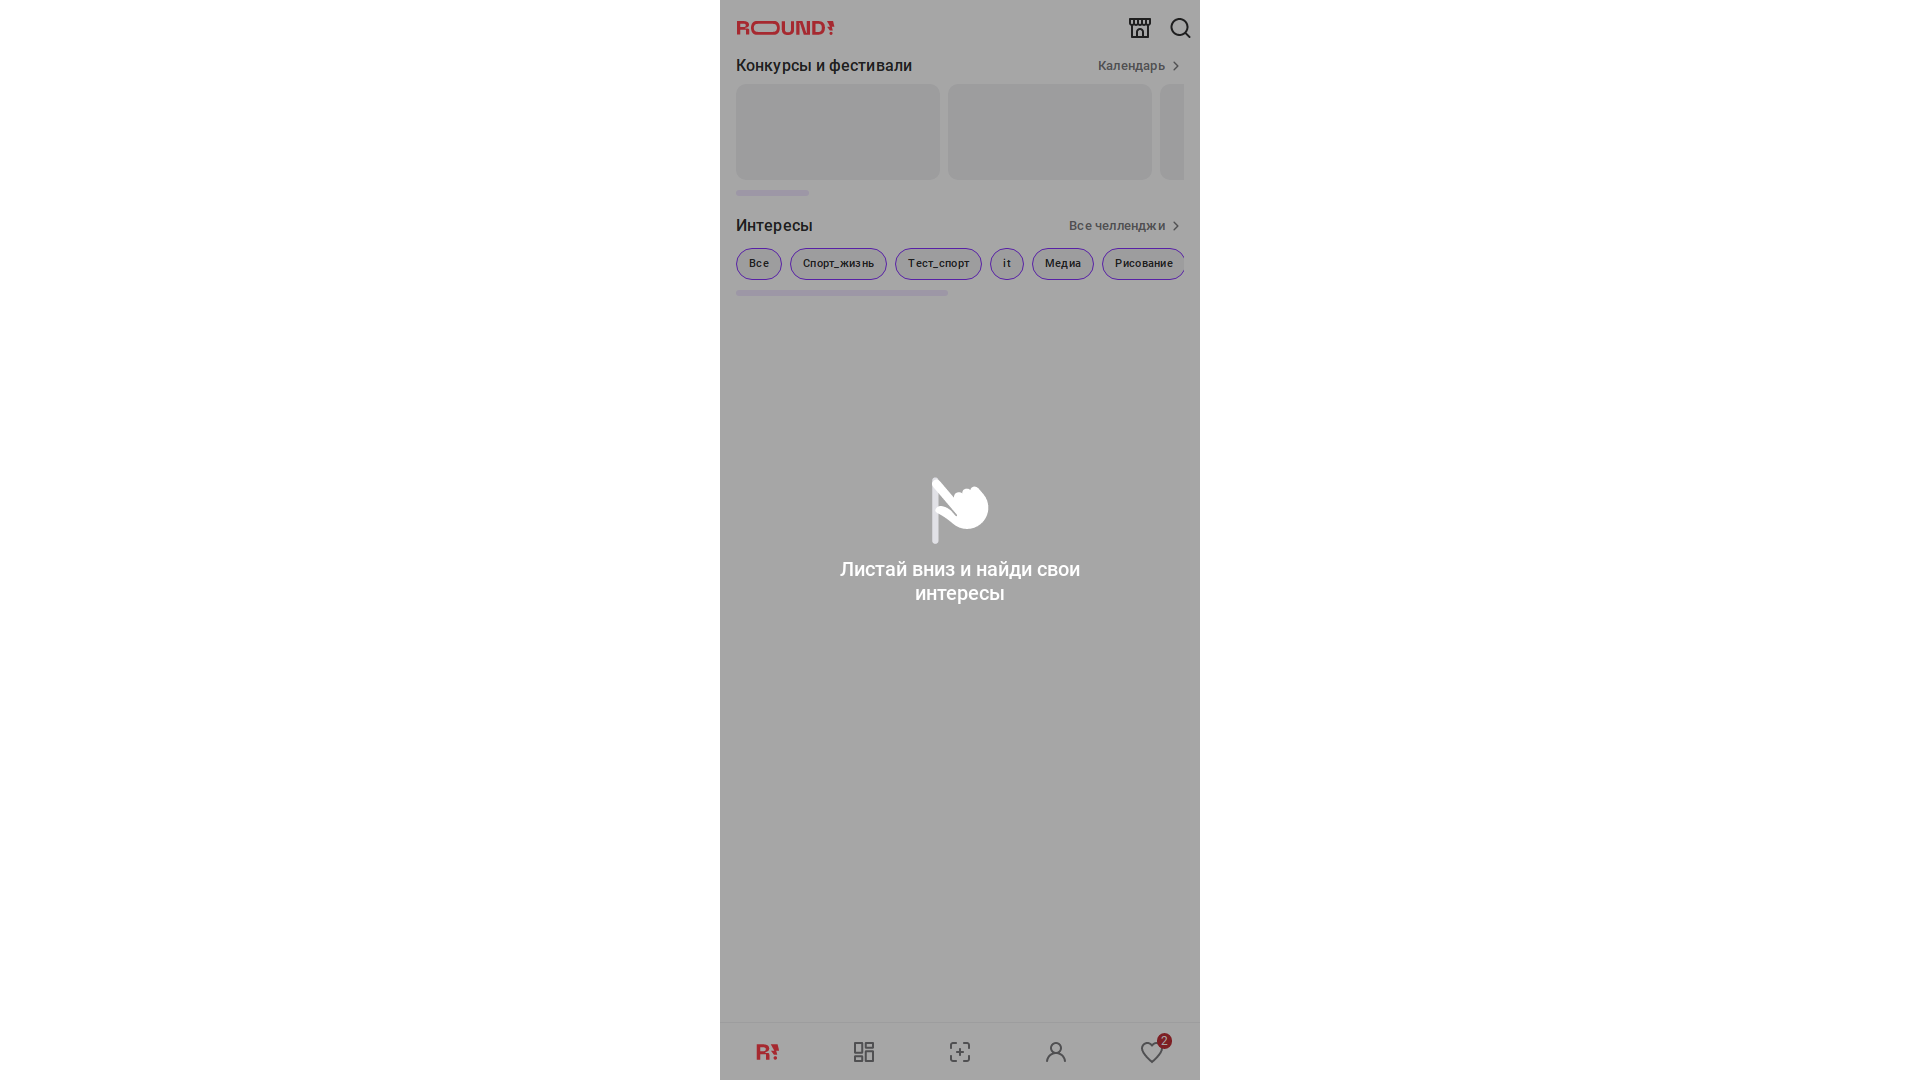 ROUND!
Конкурсы и фестивали
Календарь
Интересы
Все челленджи
Все
Спорт_жизнь
Тест_спорт
it
Медиа
Рисование
Листай вниз и найди свои
интересы
R!
2